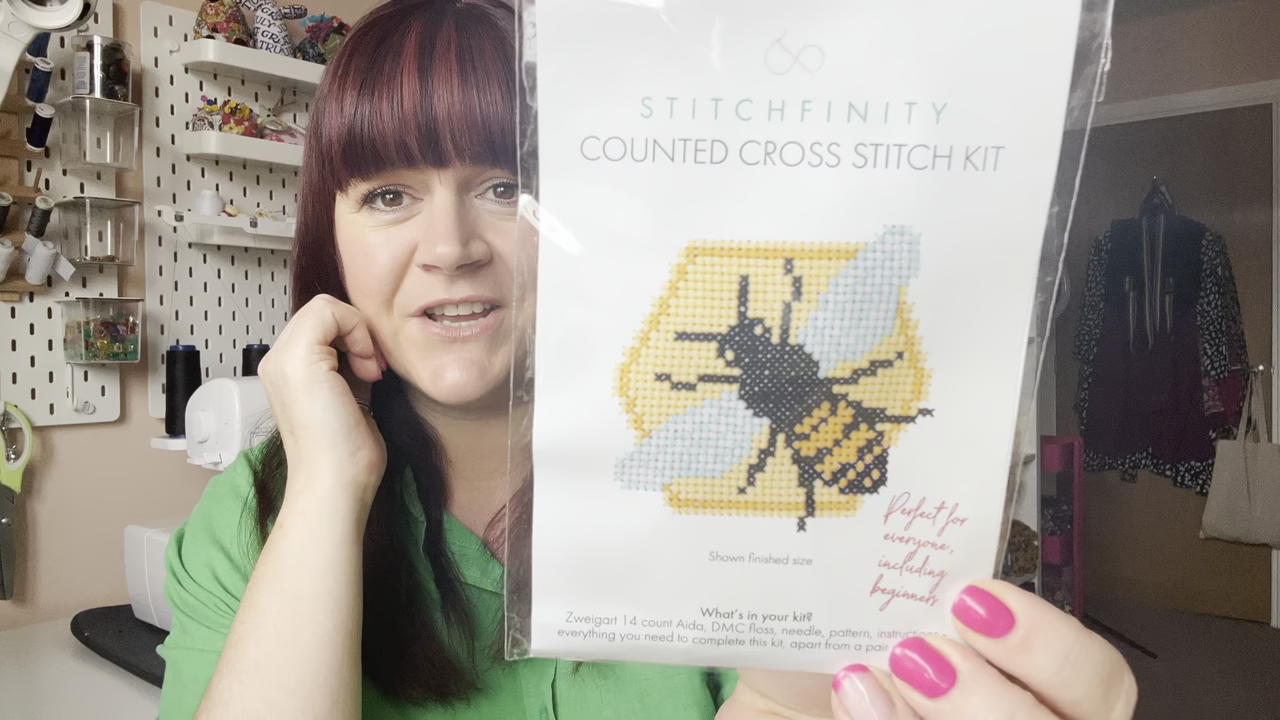 STITCHFINITY
COUNTED CROSS STITCH KIT
Perfect for
everyone,
including
beginners
Shown finished size
What's in your kit?
Zweigart 14 count Aida, DMC floss, needle, pattern,
everything you need to complete this kit, apart from a pair